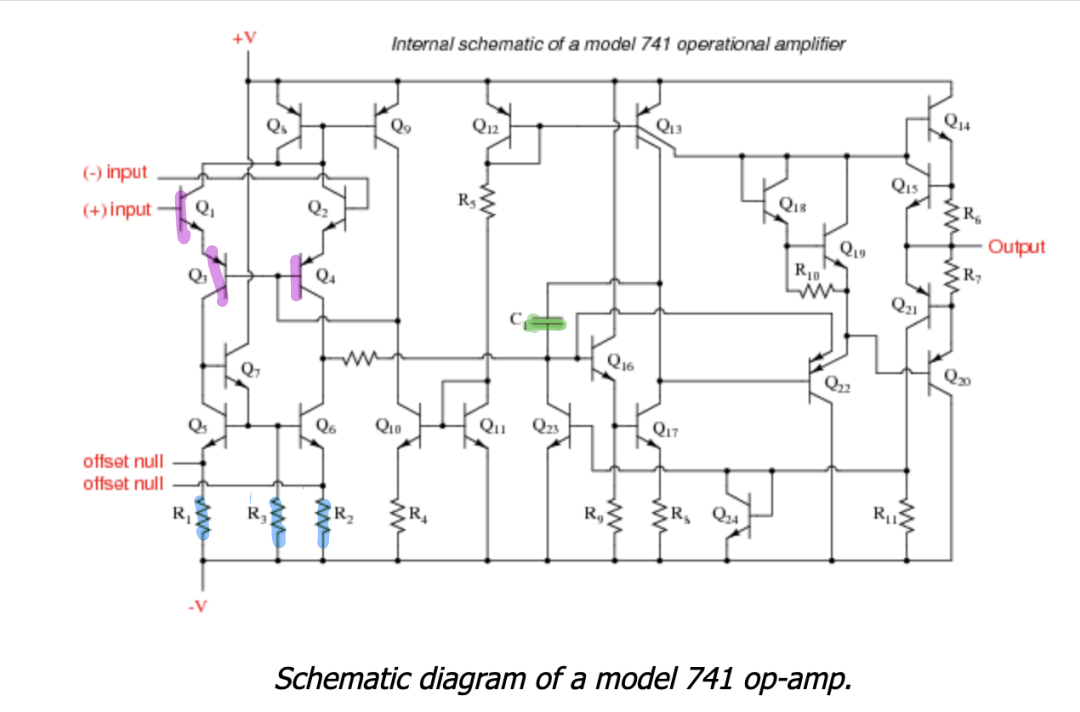 +V
Internal schematic of a model 741 operational amplifier
Q8 Q9 Q12 Q13 Q14
(-) input
(+) input Q1 Q2 R5 Q18 Q15 R6
Q3 Q4 Q19 Output
R10 R7
C1 Q21
Q7 Q16 Q22 Q20
Q5 Q6 Q10 Q11 Q23 Q17
offset null
offset null
R1 R3 R2 R4 R9 R8 Q24 R11
-V
Schematic diagram of a model 741 op-amp.